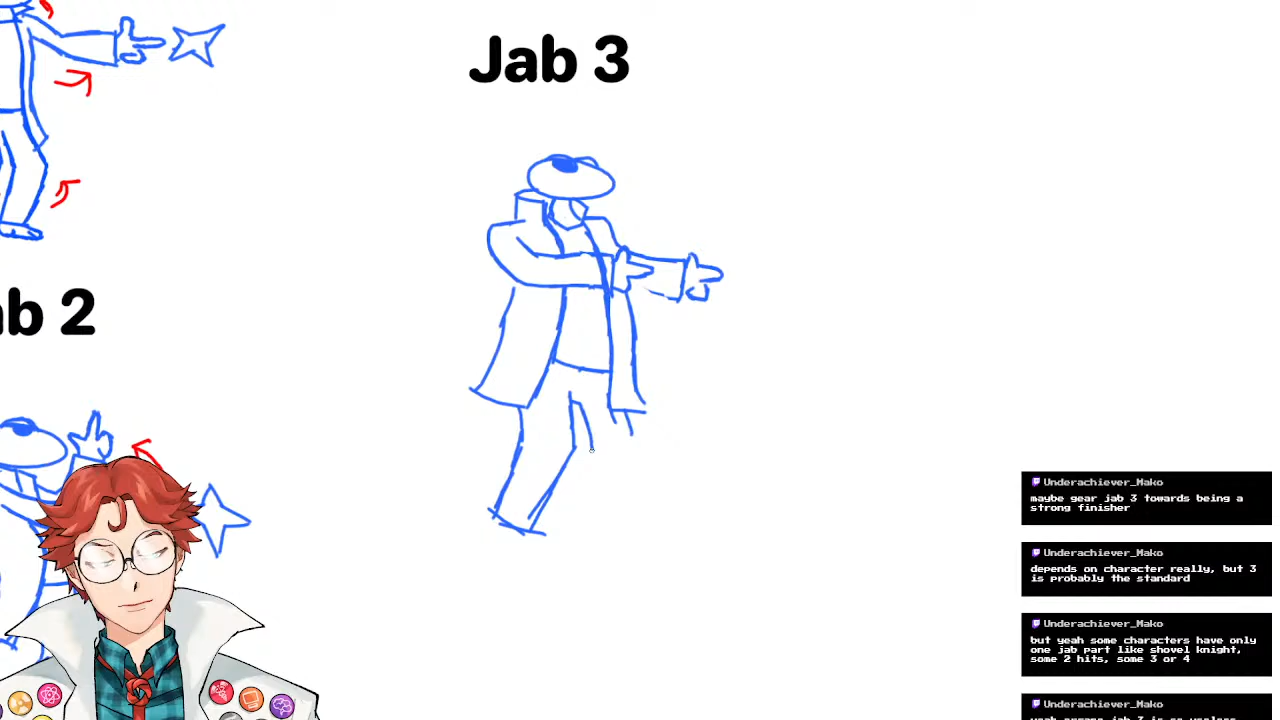 Jab 3
ab 2
Underachiever_Mako
maybe gear jab 3 towards being a
strong finisher
Underachiever_Mako
depends on character really, but 3
is probably the standard
Underachiever_Mako
but yeah some characters have only
one jab part like shovel knight,
some 2 hits, some 3 or 4
Underachiever_Mako